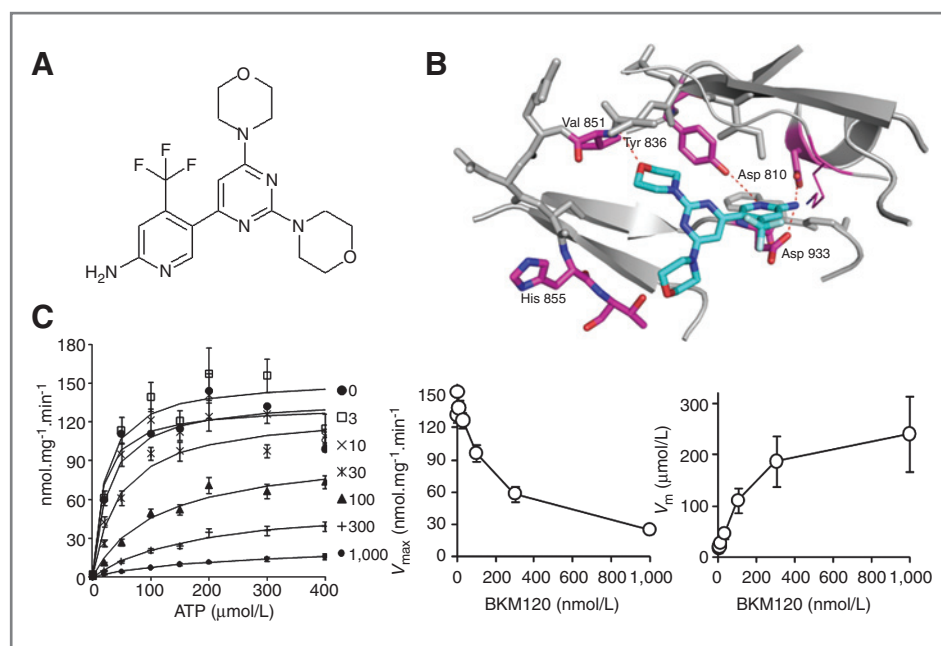 A
O
N
F
F
F
N
N
N
O
H2N
N
B
Val 851
Tyr 836
Asp 810
Asp 933
His 855
C
nmol.mg-1.min-1
180
150
120
90
60
30
0
0 100 200 300 400
ATP (µmol/L)
● 0
□ 3
× 10
ж 30
▲ 100
+ 300
● 1,000
Vmax (nmol.mg-1.min-1)
150
120
90
60
30
0
0 200 400 600 800 1,000
BKM120 (nmol/L)
Vm (µmol/L)
300
200
100
0
0 200 400 600 800 1,000
BKM120 (nmol/L)